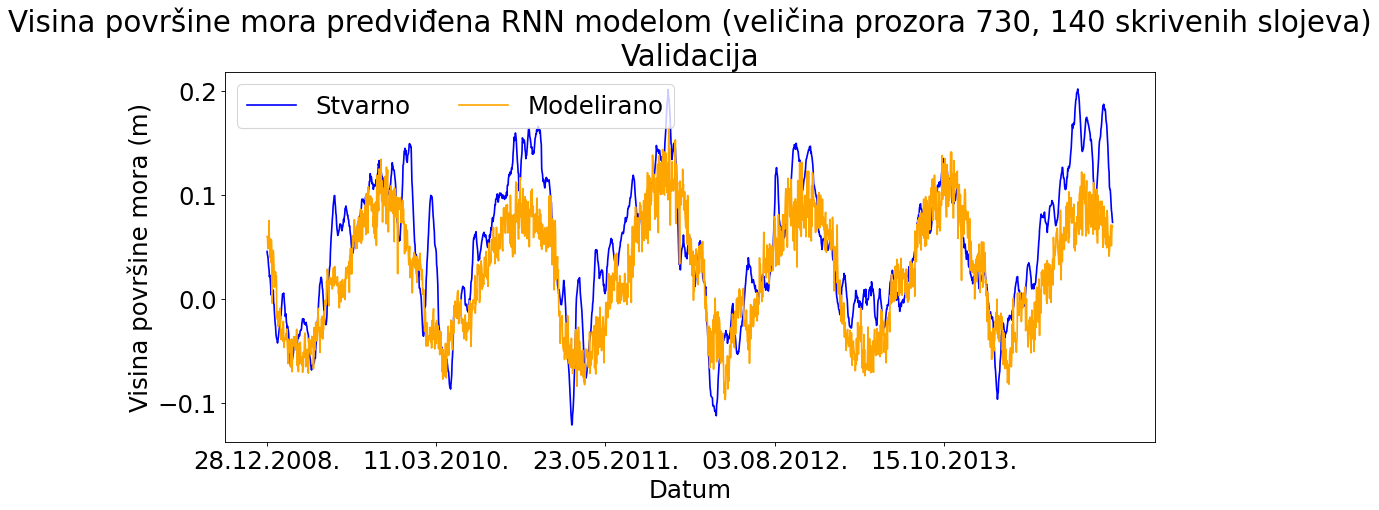 Visina površine mora predviđena RNN modelom (veličina prozora 730, 140 skrivenih slojeva)
Validacija
Stvarno Modelirano
Visina površine mora (m)
0.2
0.1
0.0
−0.1
28.12.2008. 11.03.2010. 23.05.2011. 03.08.2012. 15.10.2013.
Datum